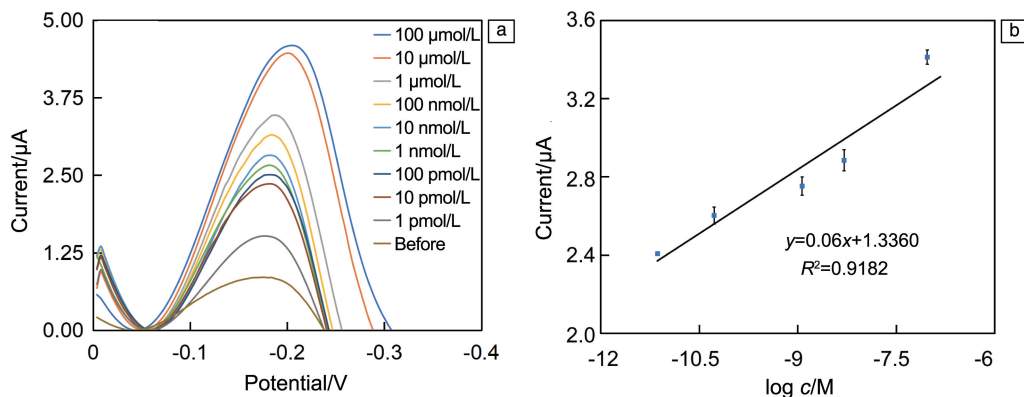 a
5.00
3.75
2.50
1.25
0.00
Current/μA
0
-0.1
-0.2
-0.3
-0.4
Potential/V
100 μmol/L
10 μmol/L
1 μmol/L
100 nmol/L
10 nmol/L
1 nmol/L
100 pmol/L
10 pmol/L
1 pmol/L
Before
b
3.6
3.2
2.8
2.4
2.0
Current/μA
y=0.06x+1.3360
R²=0.9182
-12
-10.5
-9
-7.5
-6
log c/M